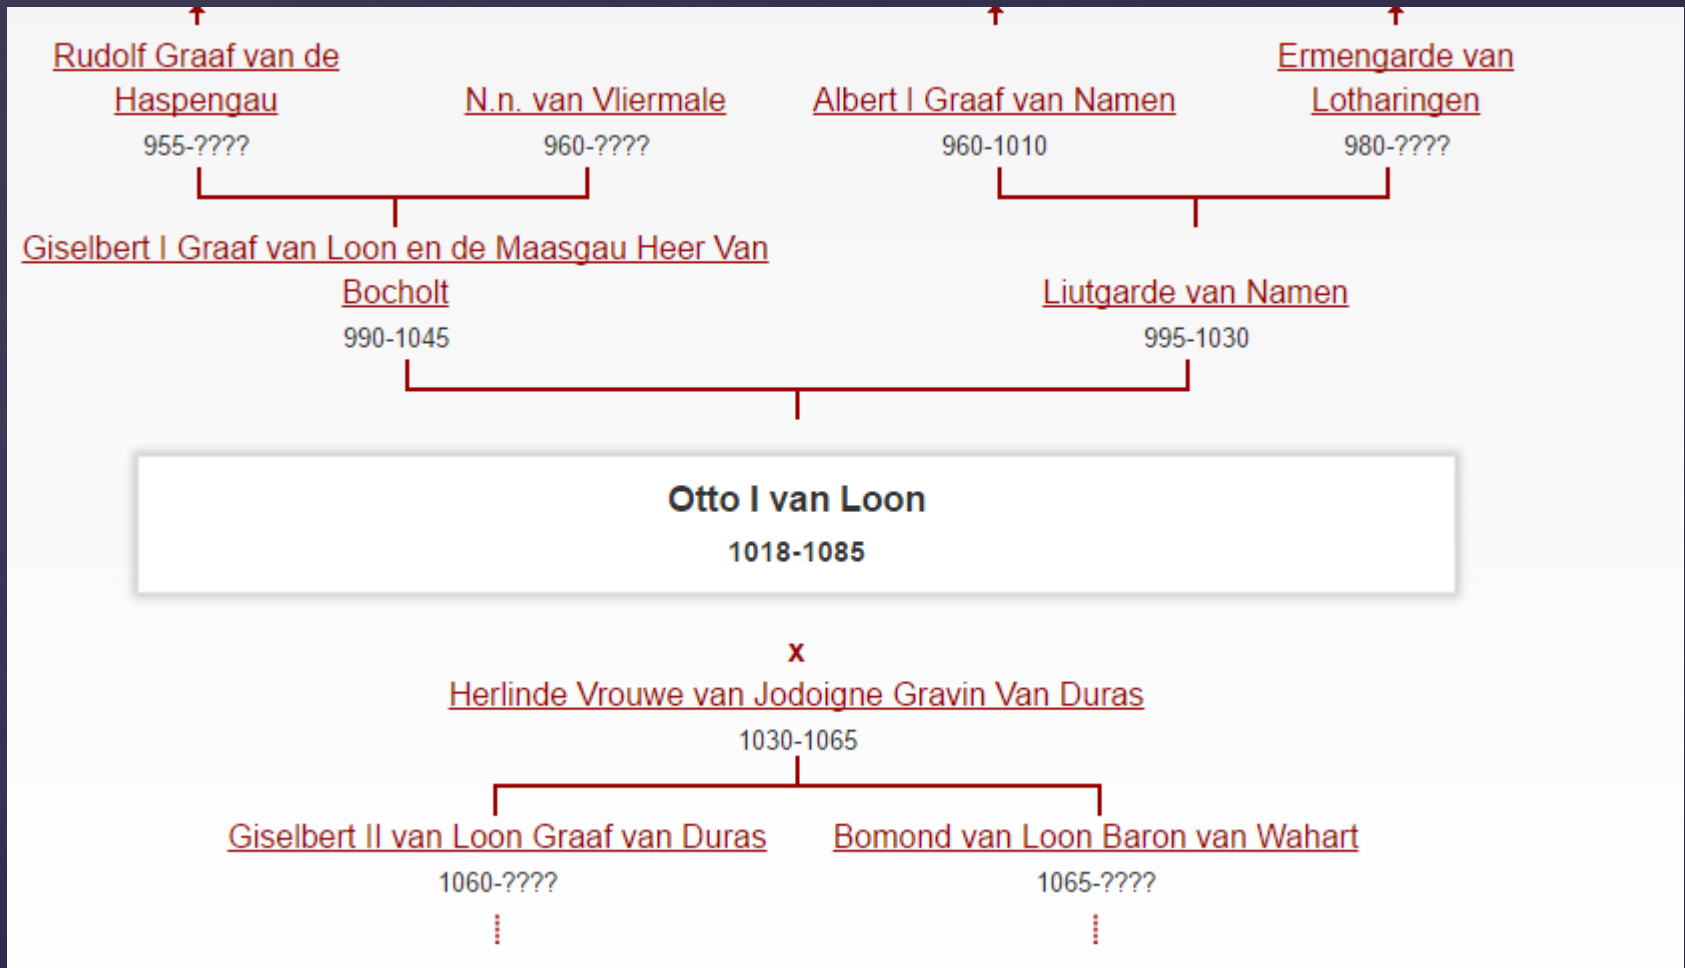 Rudolf Graaf van de
Haspengau
955-????
N.n. van Vliermale
960-????
Albert I Graaf van Namen
960-1010
Ermengarde van
Lotharingen
980-????
Giselbert I Graaf van Loon en de Maasgau Heer Van
Bocholt
990-1045
Liutgarde van Namen
995-1030
Otto I van Loon
1018-1085
x
Herlinde Vrouwe van Jodoigne Gravin Van Duras
1030-1065
Giselbert II van Loon Graaf van Duras
1060-????
Bomond van Loon Baron van Wahart
1065-????